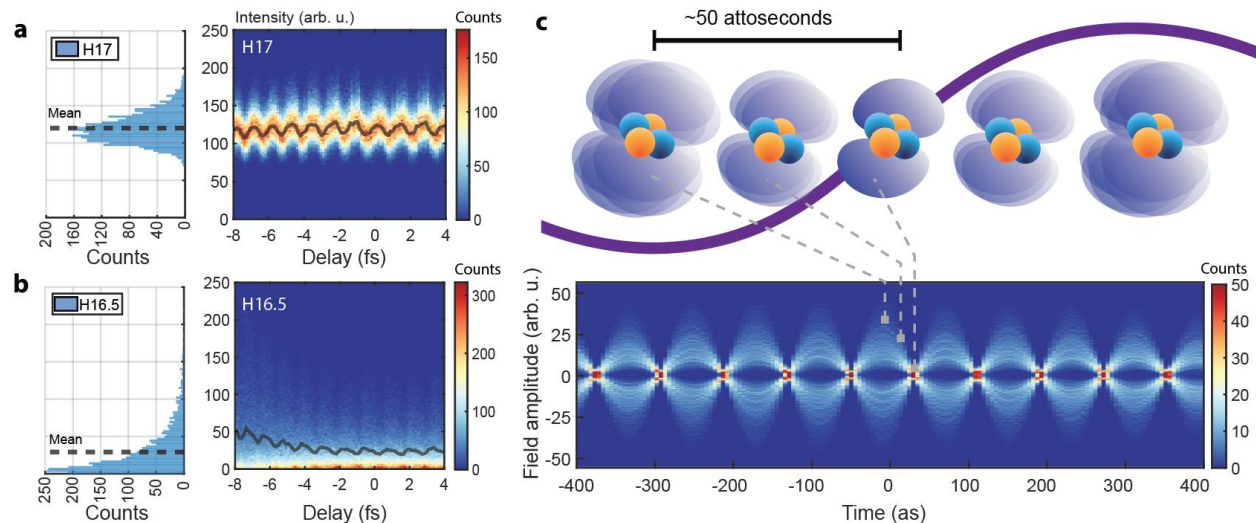 a
H17
Mean
200 160 120 80 40 0
Counts
Intensity (arb. u.)
Counts
H17
250
200
150
100
50
0
-8 -6 -4 -2 0 2 4
Delay (fs)
150
100
50
0
b
H16.5
Mean
250 200 150 100 50 0
Counts
Counts
H16.5
250
200
150
100
50
0
-8 -6 -4 -2 0 2 4
Delay (fs)
300
200
100
0
c
~50 attoseconds
Counts
Field amplitude (arb. u.)
50
25
0
-25
-50
-400 -300 -200 -100 0 100 200 300 400
Time (as)
50
40
30
20
10
0